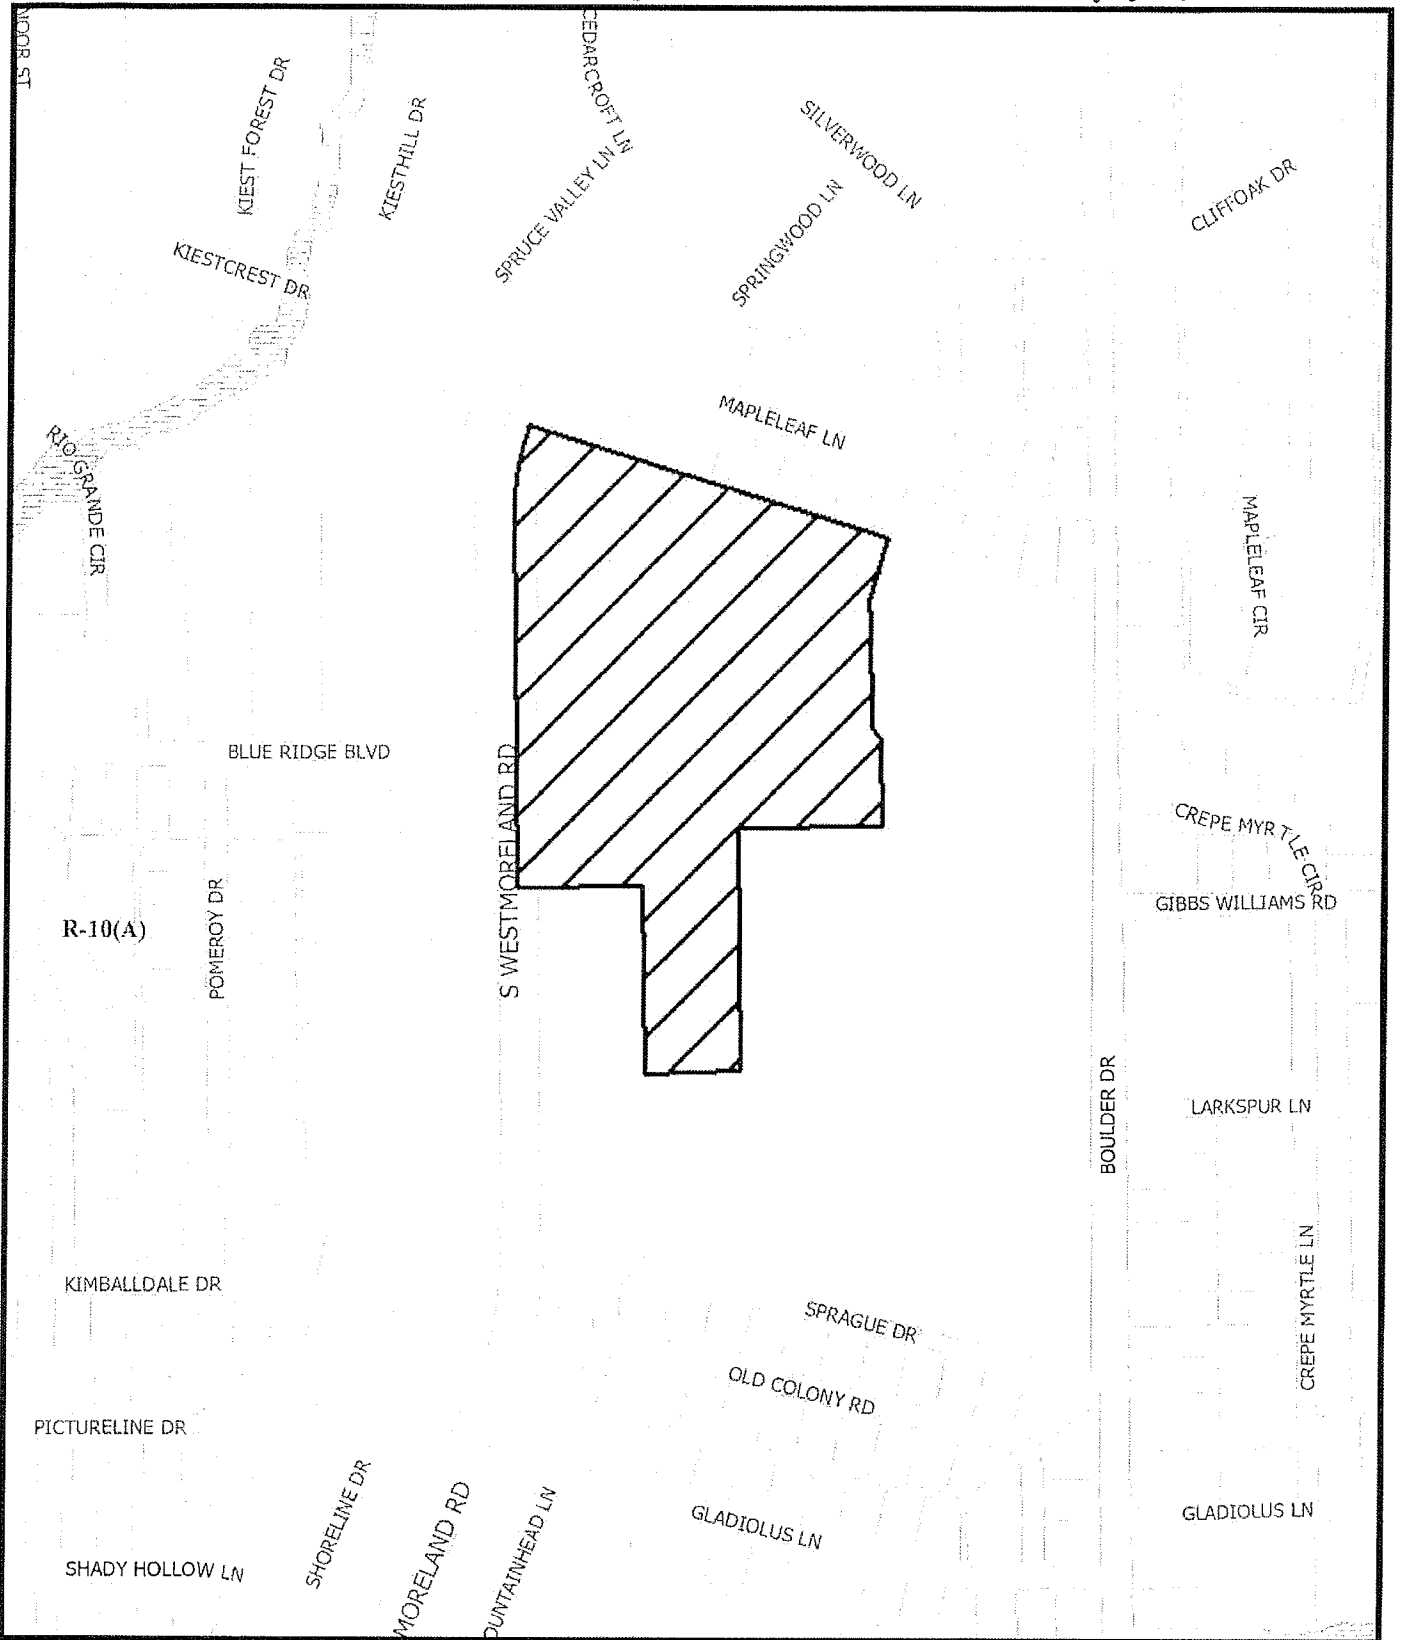 CEDARCROFT LN
KIEST FOREST DR
KIESTHILL DR
SILVERWOOD LN
SPRUCE VALLEY LN
SPRINGWOOD LN
CLIFFOAK DR
KIESTCREST DR
MAPLELEAF LN
RIO GRANDE CIR
MAPLELEAF CIR
BLUE RIDGE BLVD
S WESTMORELAND RD
CREPE MYRTLE CIR
GIBBS WILLIAMS RD
R-10(A)
POMEROY DR
BOULDER DR
LARKSPUR LN
KIMBALLDALE DR
CREPE MYRTLE LN
SPRAGUE DR
OLD COLONY RD
PICTURELINE DR
SHORELINE DR
MORELAND RD
OUNTAINHEAD LN
GLADIOLUS LN
GLADIOLUS LN
SHADY HOLLOW LN